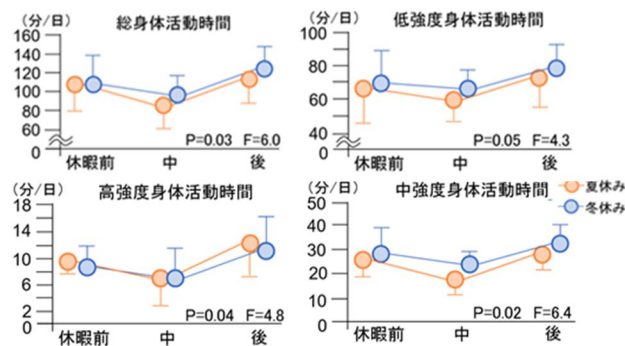 (分/日)
総身体活動時間
160
140
120
100
80
60
0
P=0.03 F=6.0
休暇前 中 後
(分/日)
低強度身体活動時間
100
80
60
40
0
P=0.05 F=4.3
休暇前 中 後
(分/日)
高強度身体活動時間
18
14
10
6
2
0
P=0.04 F=4.8
休暇前 中 後
(分/日)
中強度身体活動時間
夏休み
冬休み
50
40
30
20
10
0
P=0.02 F=6.4
休暇前 中 後